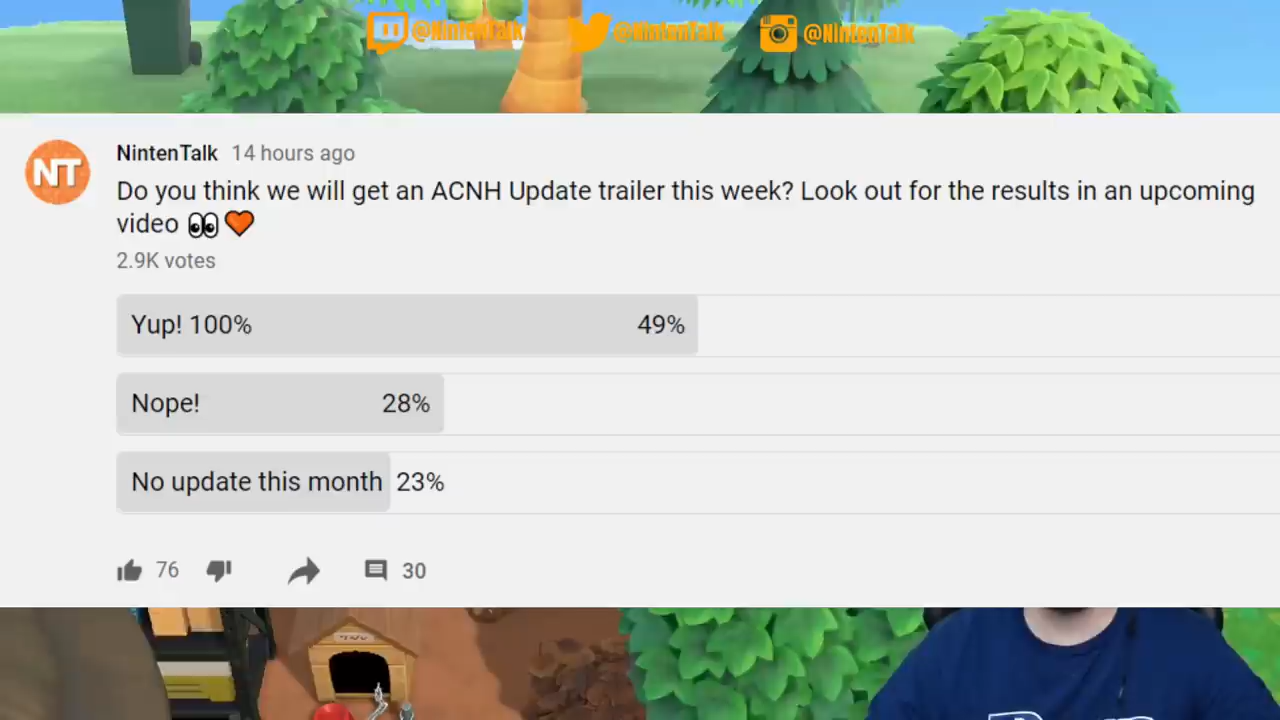 @NintenTalk @NintenTalk @NintenTalk
NT
NintenTalk 14 hours ago
Do you think we will get an ACNH Update trailer this week? Look out for the results in an upcoming
video 👀🧡
2.9K votes
Yup! 100% 49%
Nope! 28%
No update this month 23%
76 30